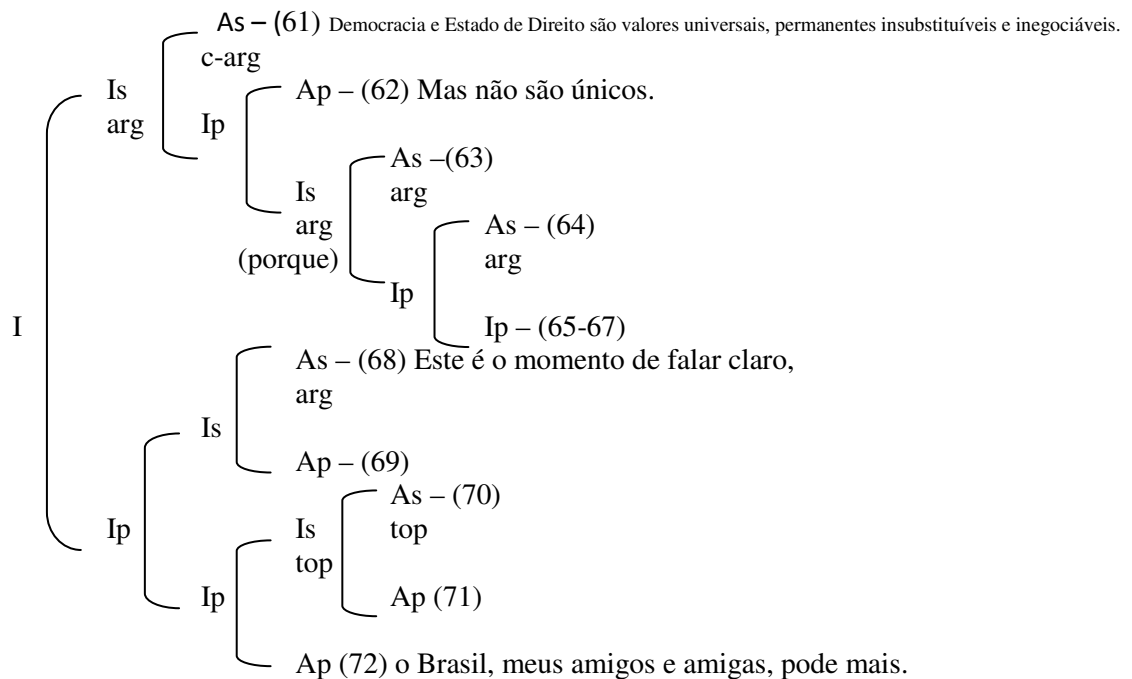 As – (61) Democracia e Estado de Direito são valores universais, permanentes insubstituíveis e inegociáveis.
c-arg
Is
arg
Ip
Ap – (62) Mas não são únicos.
As –(63)
arg
Is
arg
(porque)
As – (64)
arg
Ip
Ip – (65-67)
I
As – (68) Este é o momento de falar claro,
arg
Is
Ap – (69)
As – (70)
top
Ip
Is
top
Ip
Ap (71)
Ap (72) o Brasil, meus amigos e amigas, pode mais.